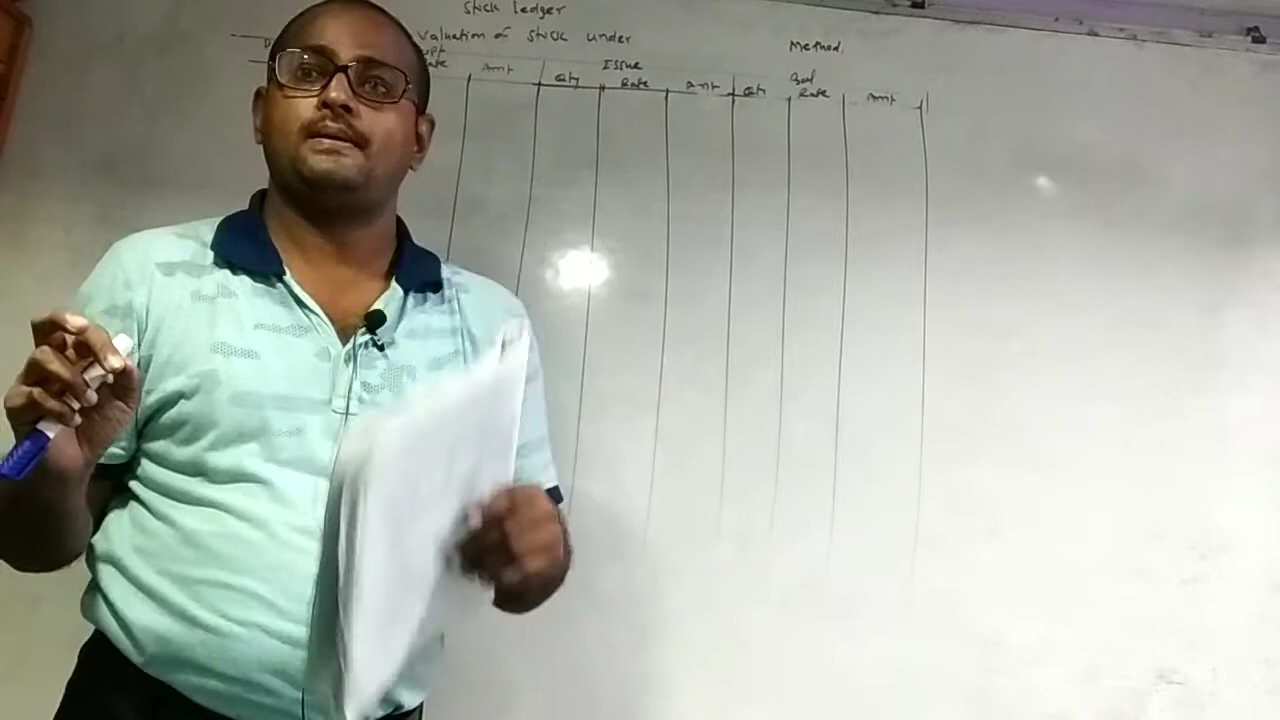 Stock ledger
Valuation of stock under Method.
Rate Amt Issue Bal
Qty Rate Amt Qty Rate Amt